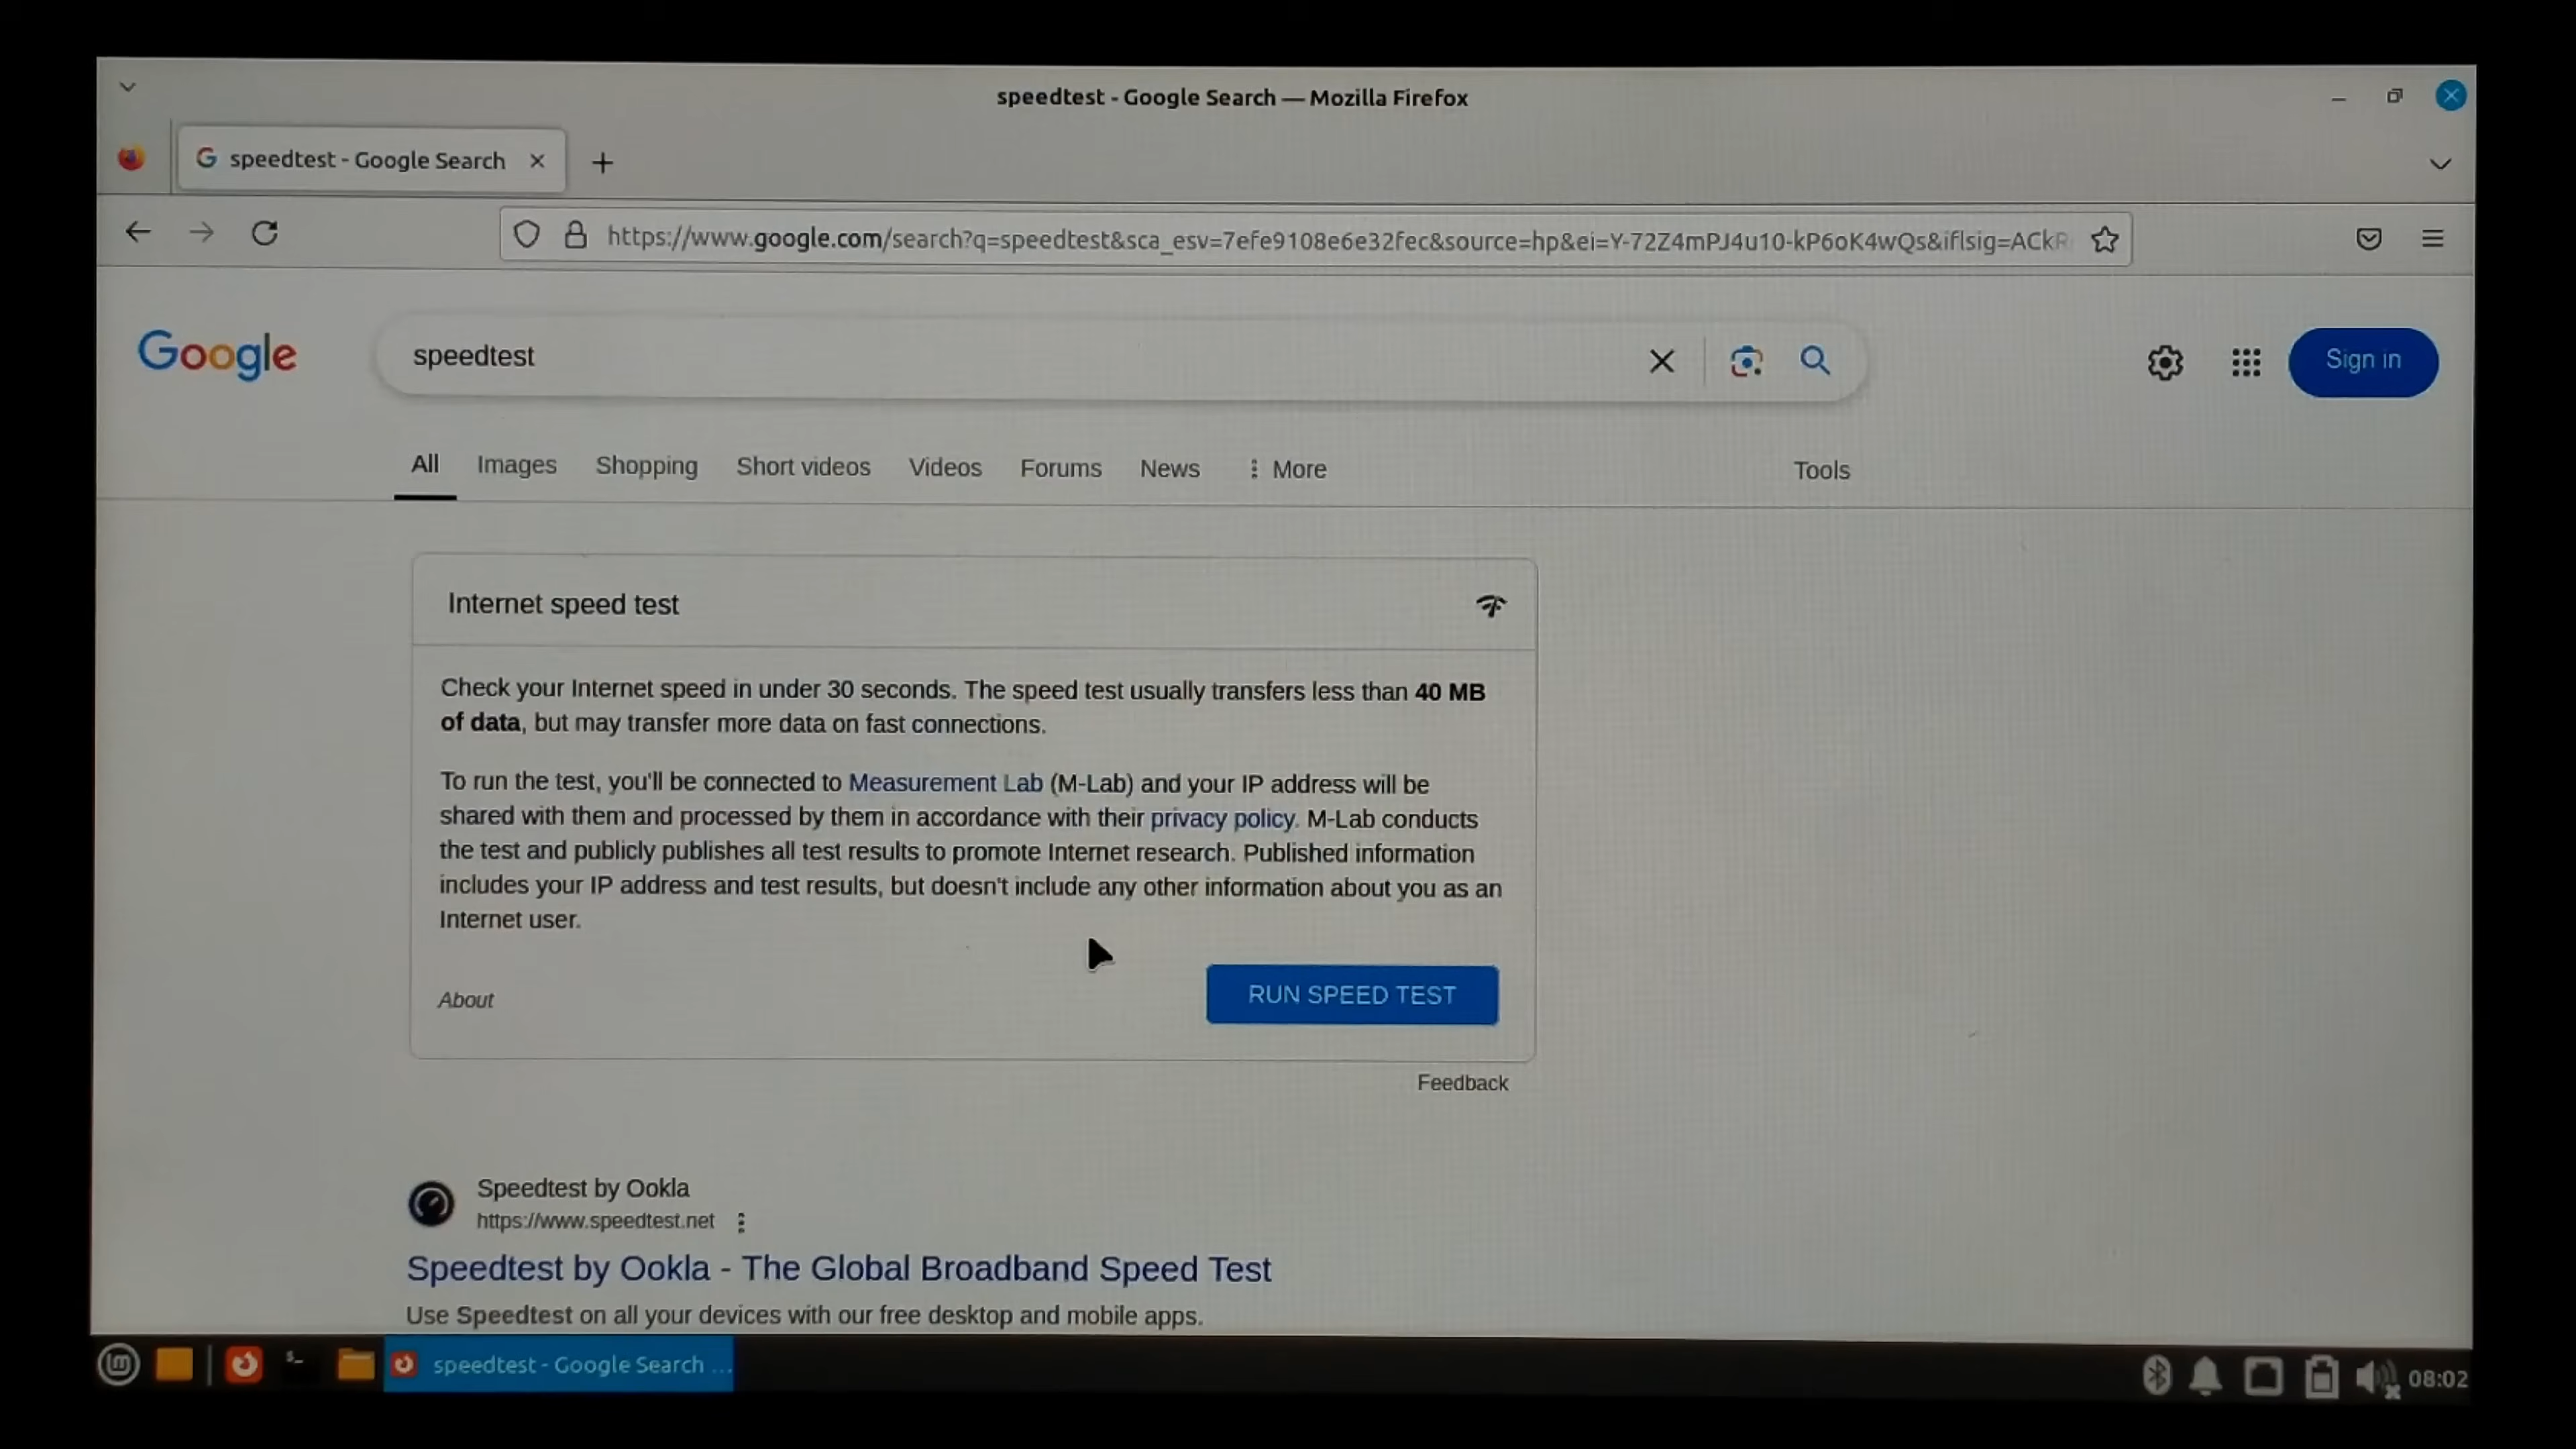 speedtest - Google Search — Mozilla Firefox
speedtest - Google Search
https://www.google.com/search?q=speedtest&sca_esv=7efe9108e6e32fec&source=hp&ei=Y-72Z4mPJ4u10-kP6oK4wQs&iflsig=ACkR
Google
speedtest
Sign in
All Images Shopping Short videos Videos Forums News More Tools
Internet speed test
Check your Internet speed in under 30 seconds. The speed test usually transfers less than 40 MB
of data, but may transfer more data on fast connections.
To run the test, you'll be connected to Measurement Lab (M-Lab) and your IP address will be
shared with them and processed by them in accordance with their privacy policy. M-Lab conducts
the test and publicly publishes all test results to promote Internet research. Published information
includes your IP address and test results, but doesn't include any other information about you as an
Internet user.
About
RUN SPEED TEST
Feedback
Speedtest by Ookla
https://www.speedtest.net
Speedtest by Ookla - The Global Broadband Speed Test
Use Speedtest on all your devices with our free desktop and mobile apps.
speedtest - Google Search ...
08:02